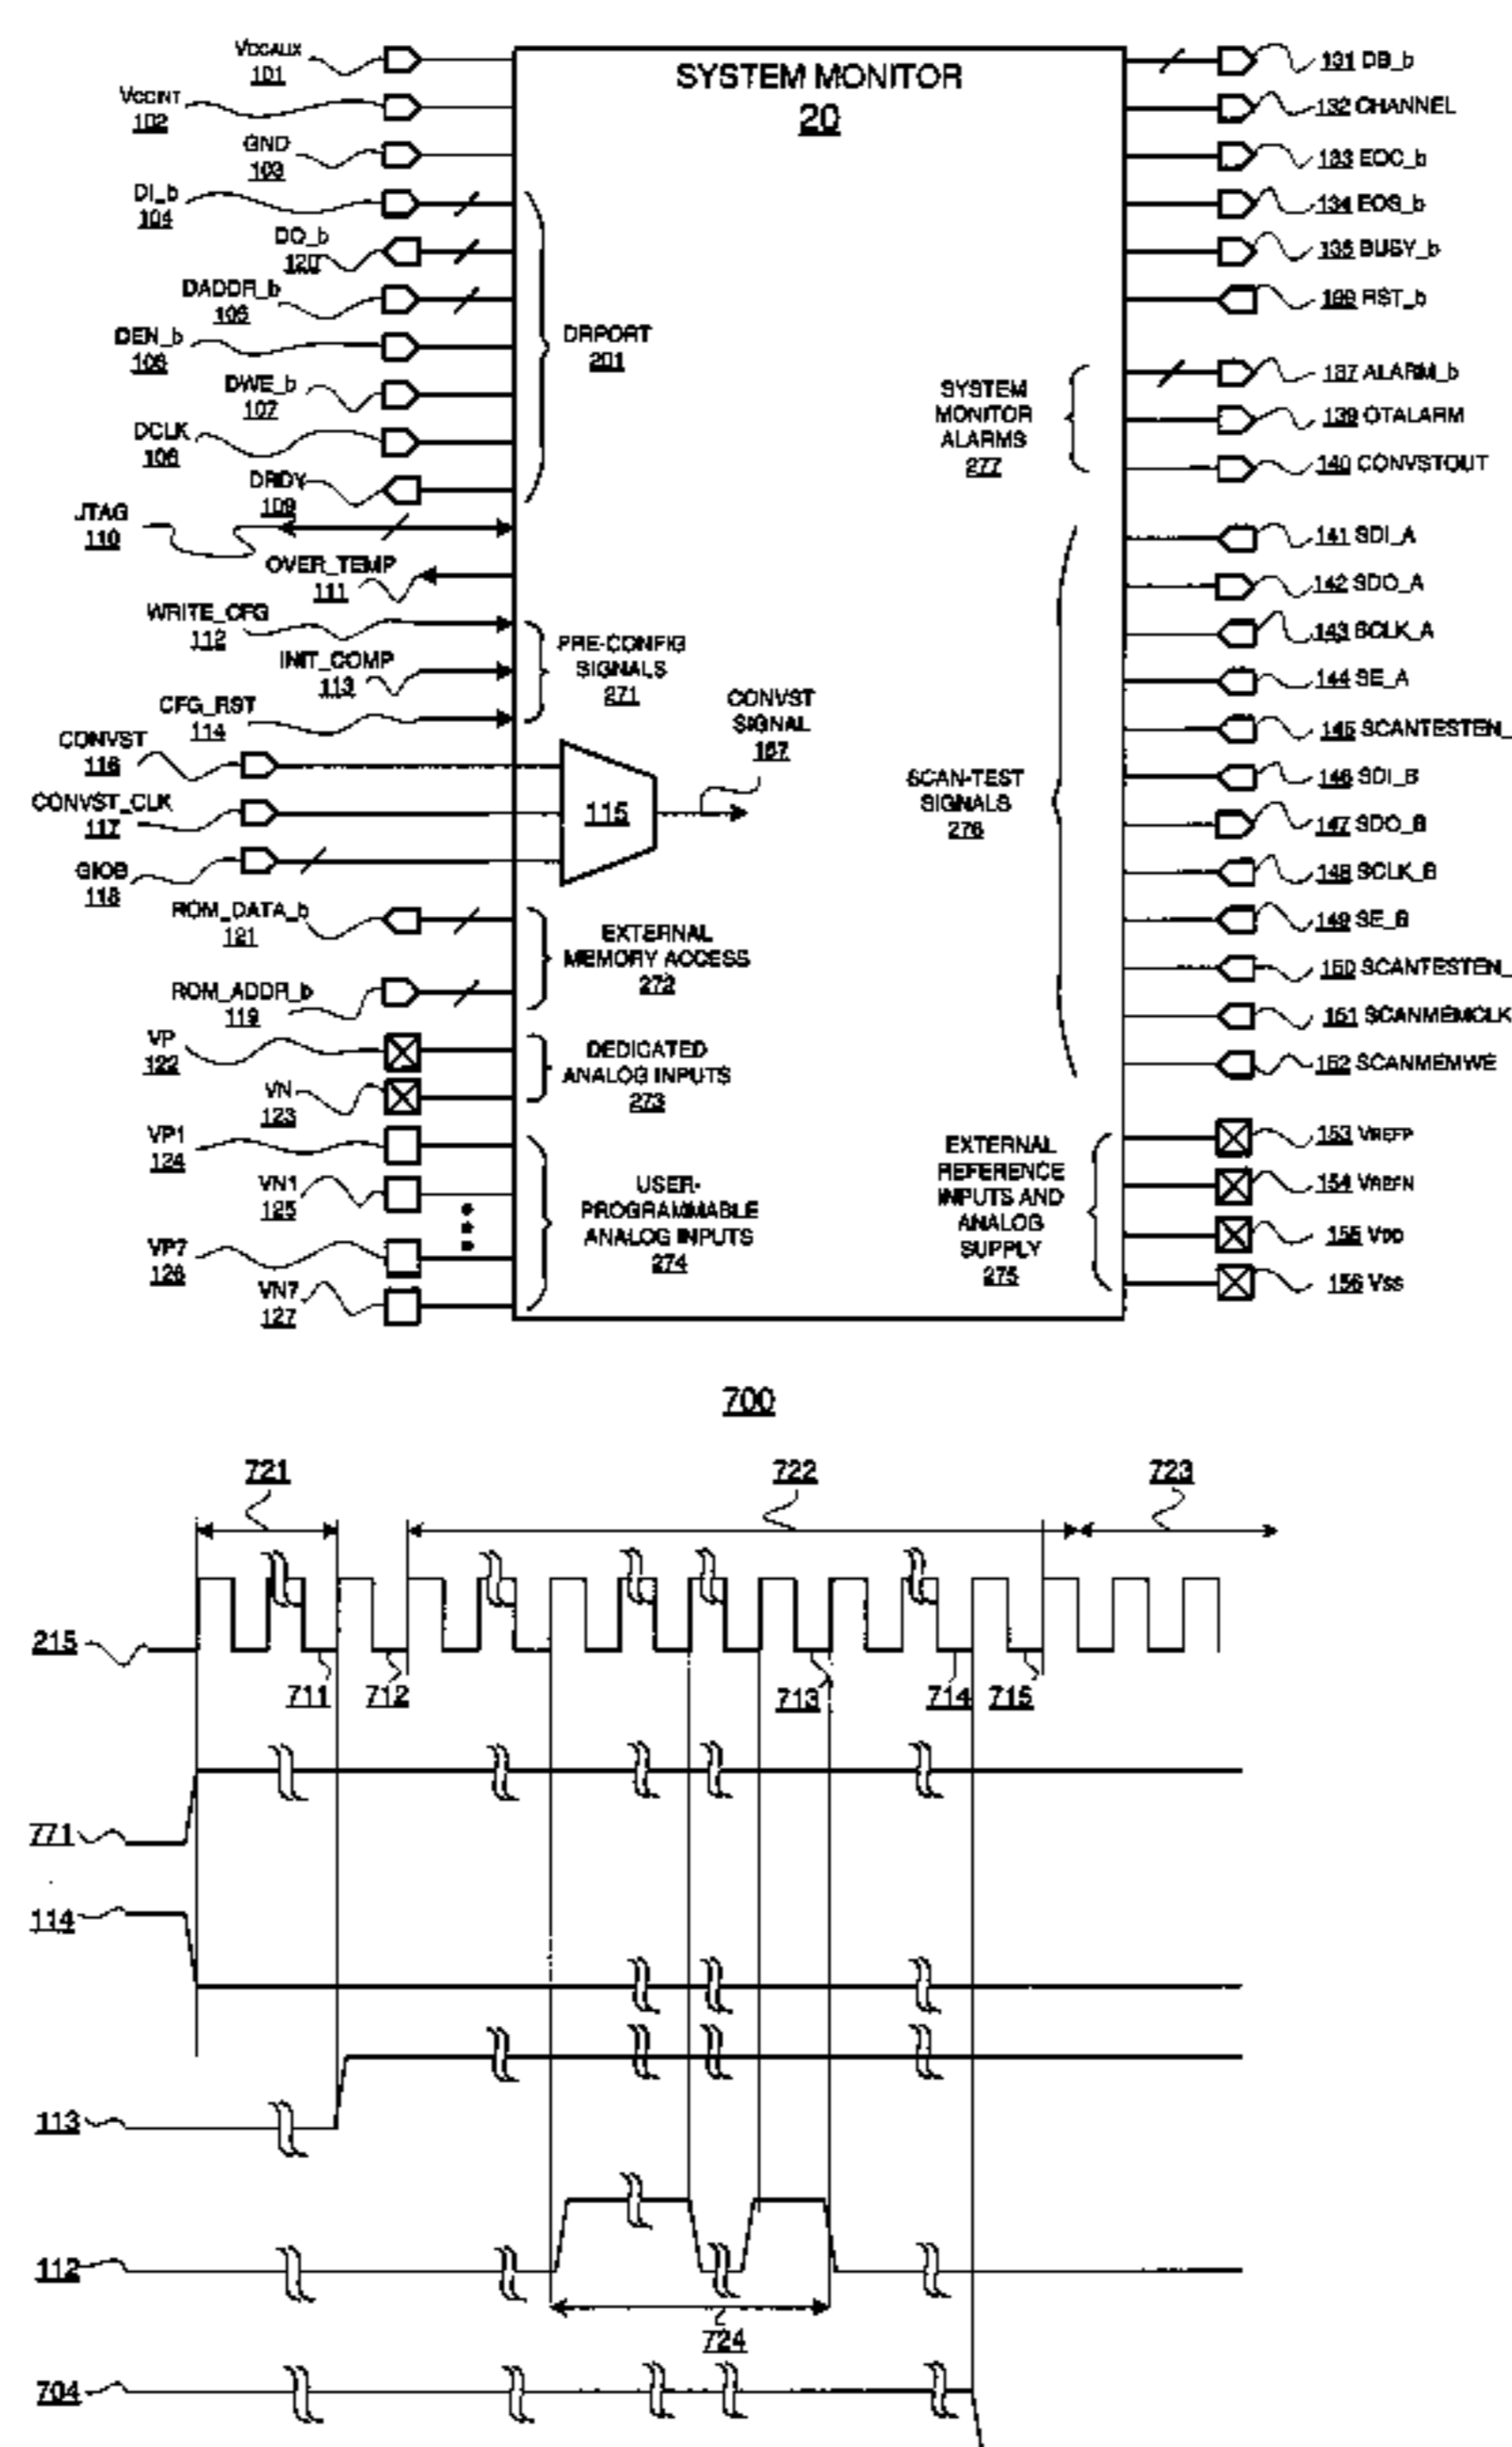 SYSTEM MONITOR
20
VCCAUX
101
VCCINT
102
GND
103
DI_b
104
DO_b
120
DADDR_b
105
DEN_b
106
DWE_b
107
DCLK
108
DRDY
109
DRPORT
201
JTAG
110
OVER_TEMP
111
WRITE_CFG
112
INIT_COMP
113
CFG_RST
114
PRE-CONFIG
SIGNALS
271
CONVST
116
CONVST_CLK
117
GIOB
118
115
CONVST
SIGNAL
157
ROM_DATA_b
121
ROM_ADDR_b
119
EXTERNAL
MEMORY ACCESS
272
VP
122
VN
123
DEDICATED
ANALOG INPUTS
273
VP1
124
VN1
125
VP7
126
VN7
127
USER-
PROGRAMMABLE
ANALOG INPUTS
274
131 DB_b
132 CHANNEL
133 EOC_b
134 EOS_b
135 BUSY_b
136 RST_b
SYSTEM
MONITOR
ALARMS
277
137 ALARM_b
139 OTALARM
140 CONVSTOUT
SCAN-TEST
SIGNALS
276
141 SDI_A
142 SDO_A
143 SCLK_A
144 SE_A
145 SCANTESTEN_
146 SDI_B
147 SDO_B
148 SCLK_B
149 SE_B
150 SCANTESTEN_
151 SCANMEMCLK
152 SCANMEMWE
EXTERNAL
REFERENCE
INPUTS AND
ANALOG
SUPPLY
275
153 VREFP
154 VREFN
155 VDD
156 VSS
700
721
722
723
215
711
712
713
714
715
771
114
113
112
724
704